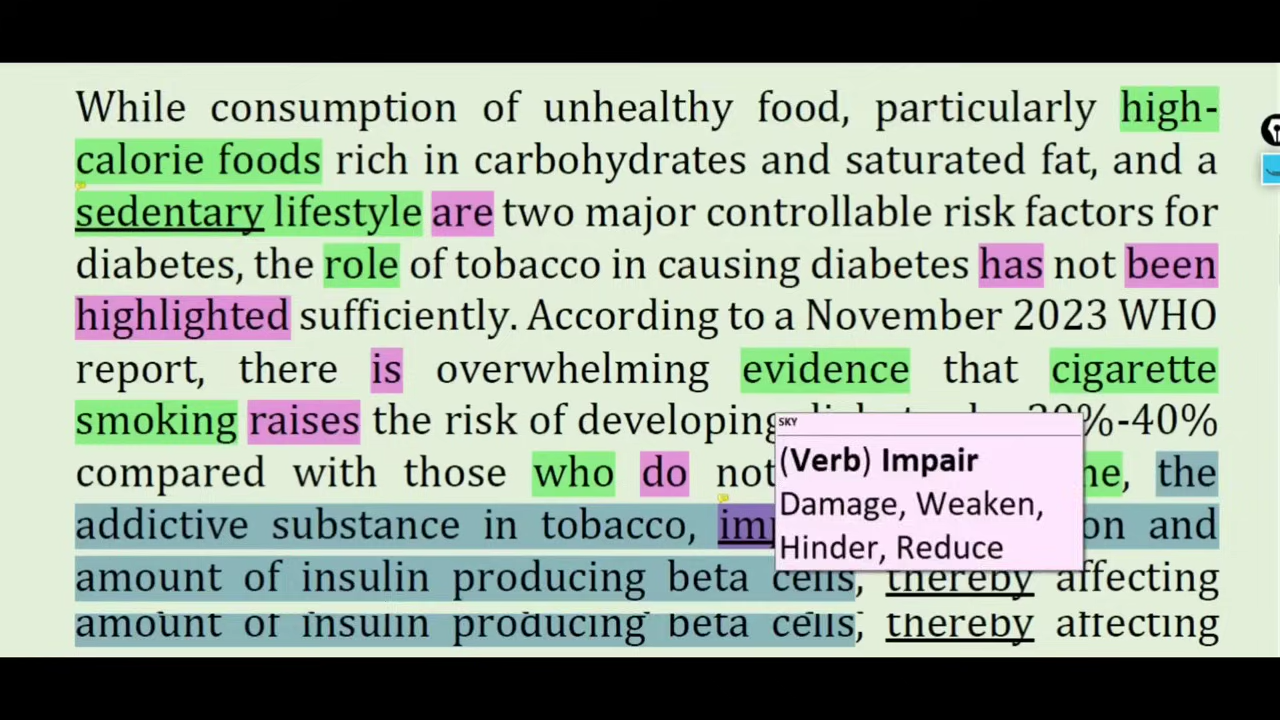 While consumption of unhealthy food, particularly high-
calorie foods rich in carbohydrates and saturated fat, and a
sedentary lifestyle are two major controllable risk factors for
diabetes, the role of tobacco in causing diabetes has not been
highlighted sufficiently. According to a November 2023 WHO
report, there is overwhelming evidence that cigarette
smoking raises the risk of developing %-40%
compared with those who do not
, the
addictive substance in tobacco, and
amount of insulin producing beta cells, thereby affecting
amount of insulin producing beta cells, thereby affecting
SKY
(Verb) Impair
Damage, Weaken,
Hinder, Reduce